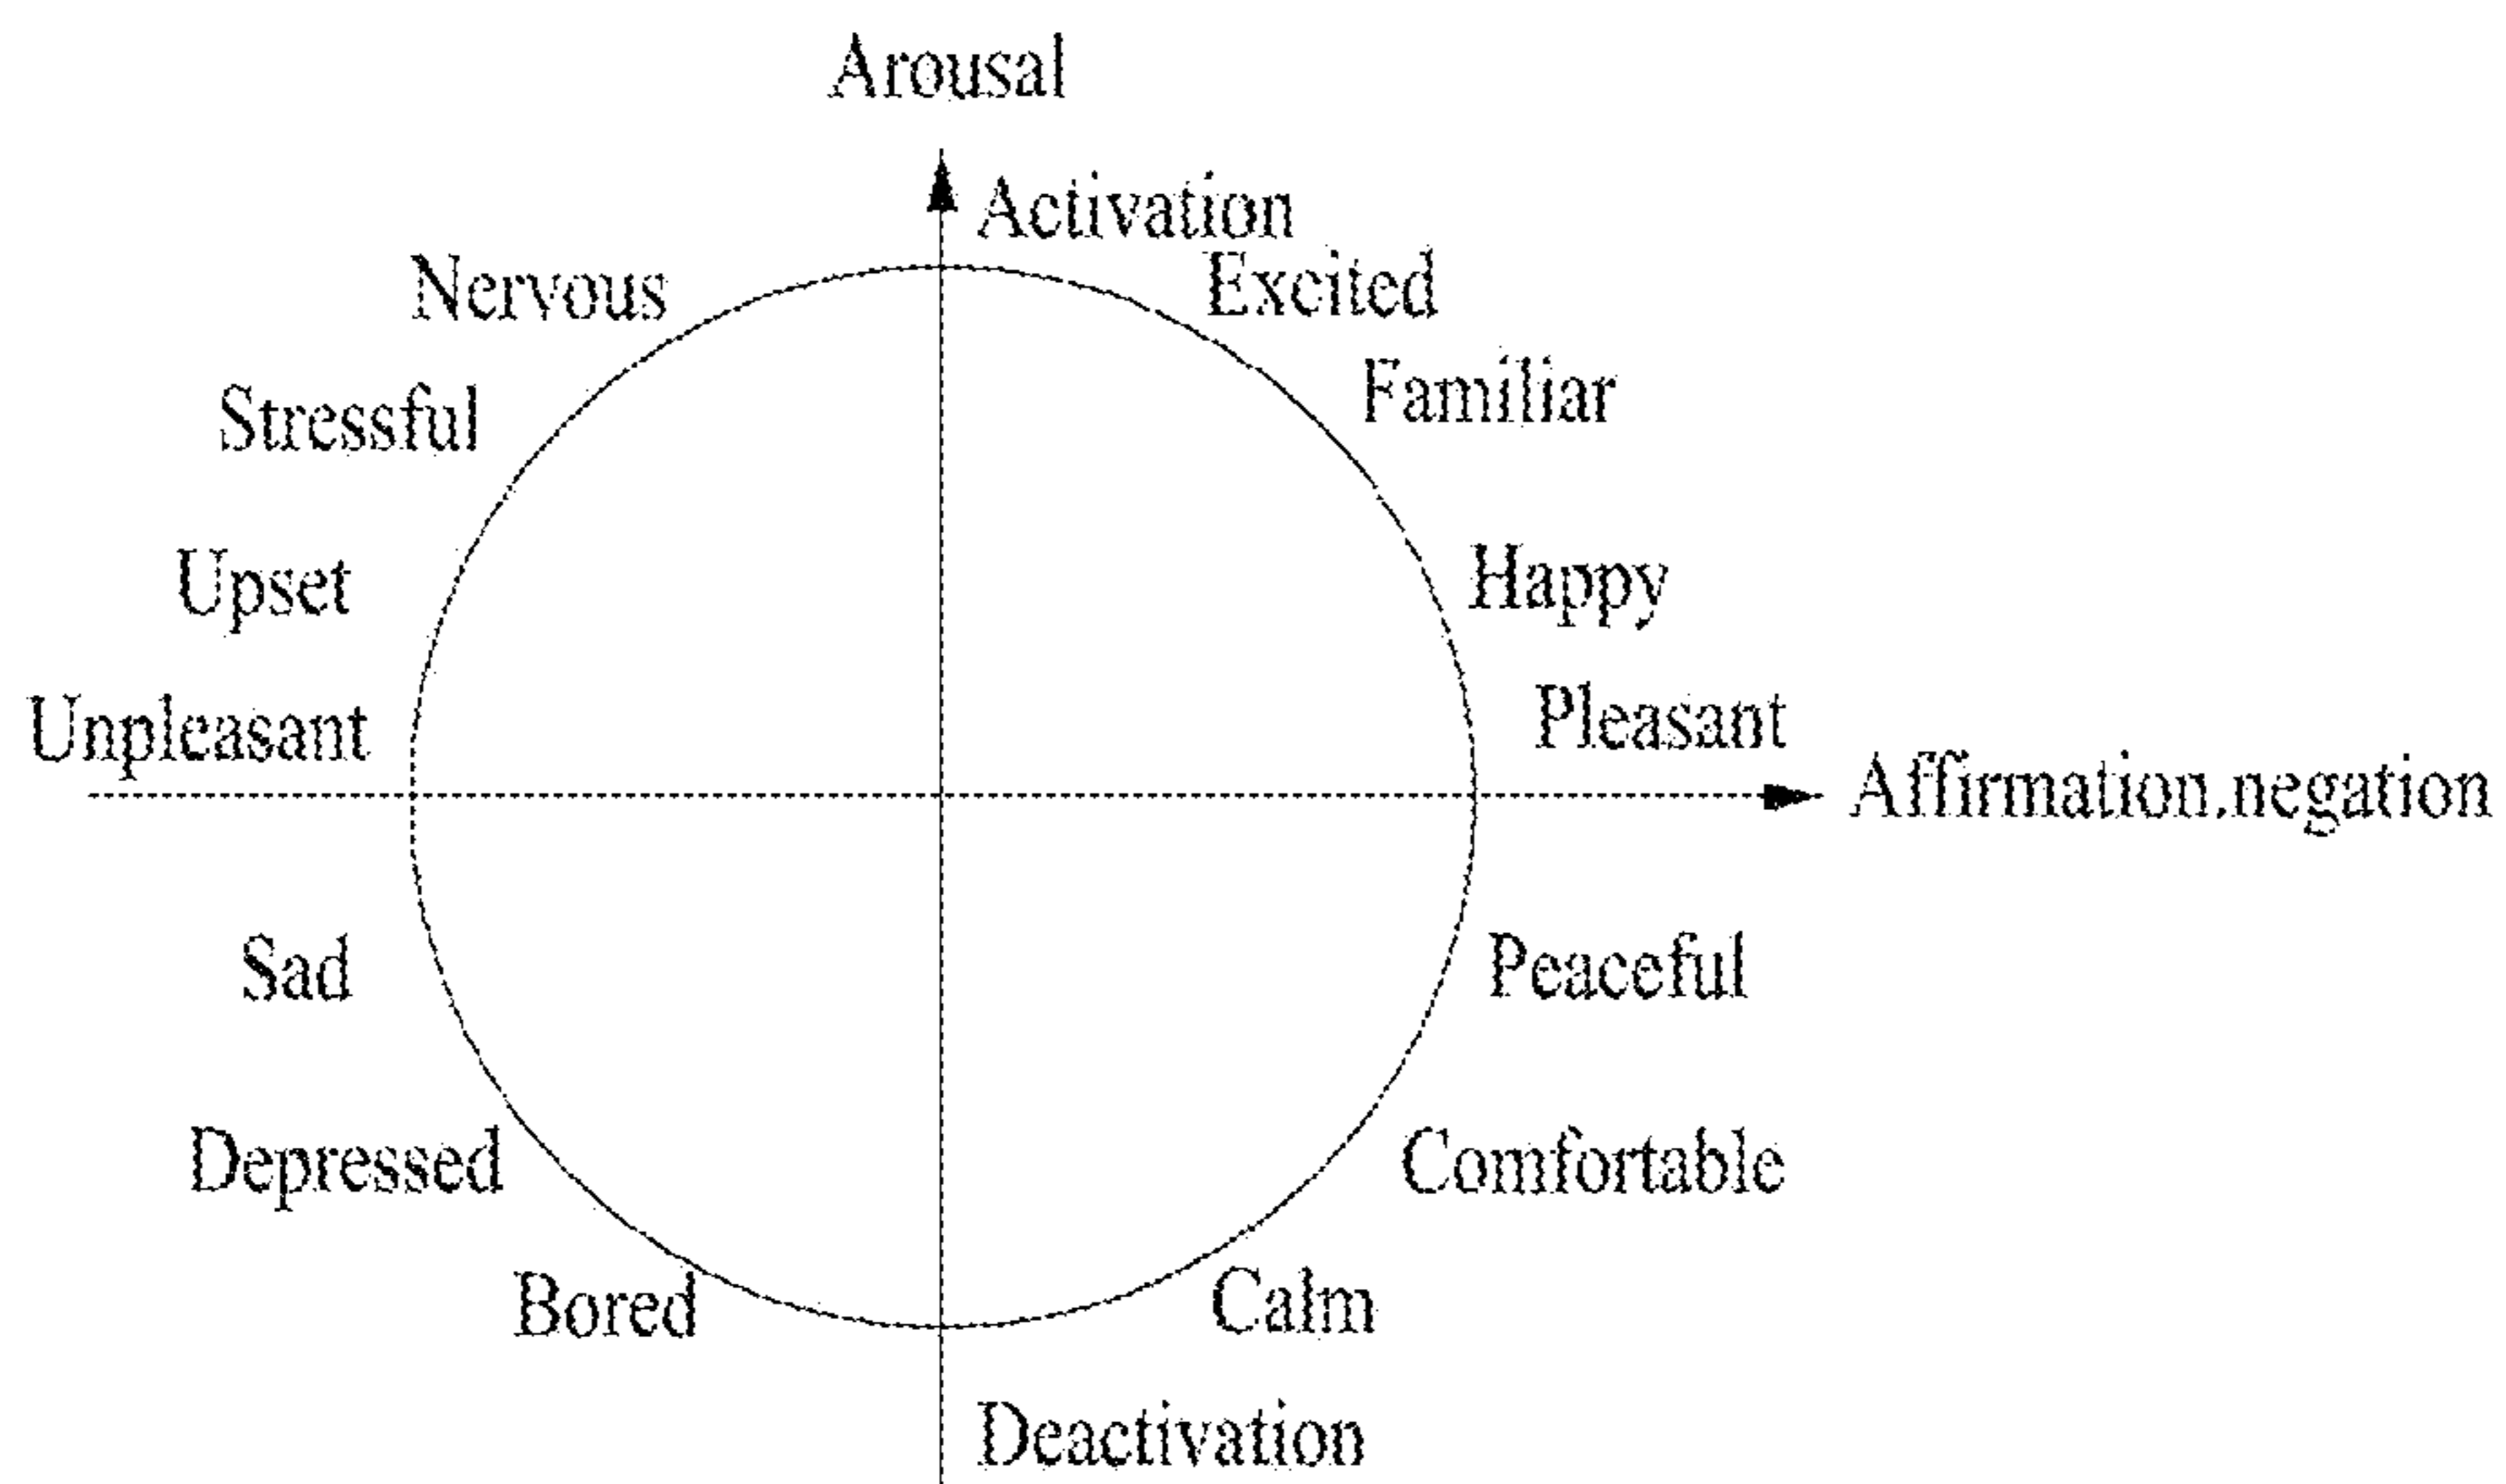 Arousal
Activation
Nervous
Excited
Familiar
Stressful
Upset
Happy
Unpleasant
Pleasant
Affirmation.negation
Sad
Peaceful
Depressed
Comfortable
Bored
Calm
Deactivation